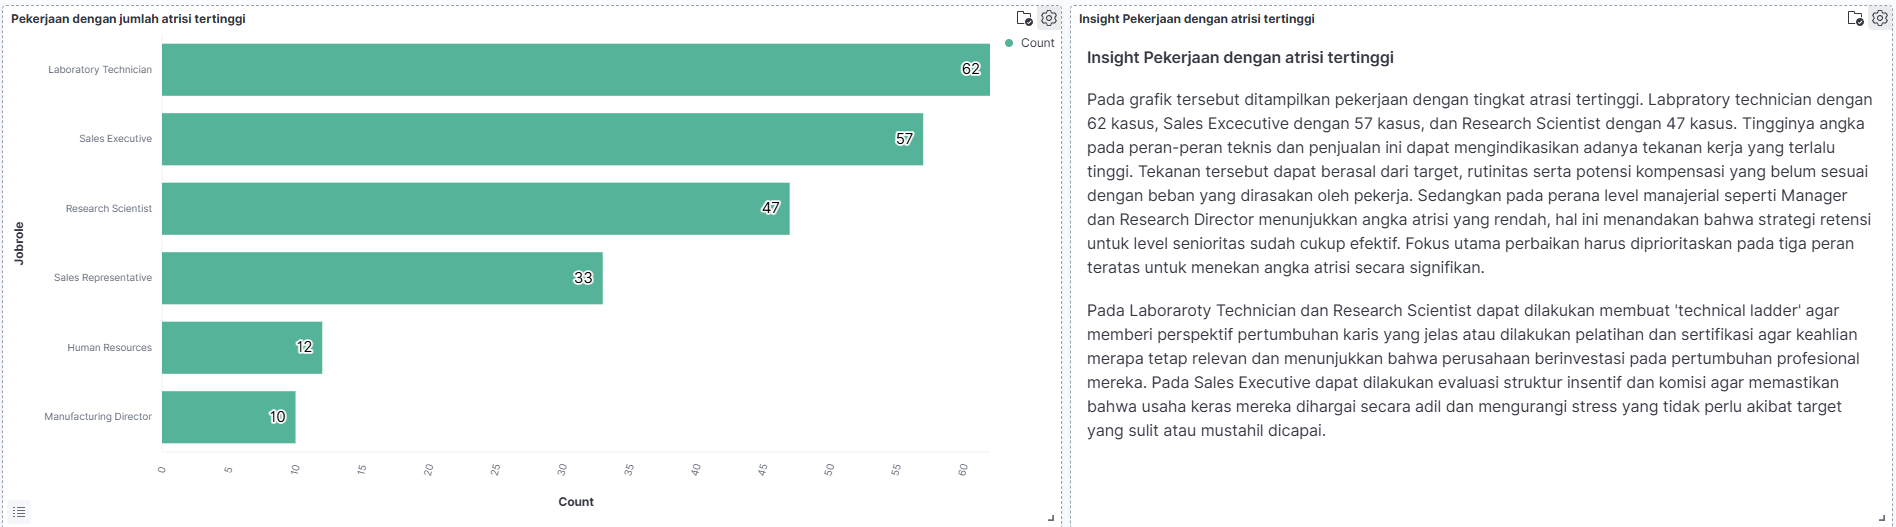 Pekerjaan dengan jumlah atrisi tertinggi
Count
Laboratory Technician
62
Sales Executive
57
Research Scientist
47
Sales Representative
33
Human Resources
12
Manufacturing Director
10
Jobrole
0
5
10
15
20
25
30
35
40
45
50
55
60
Count
Insight Pekerjaan dengan atrisi tertinggi
Insight Pekerjaan dengan atrisi tertinggi
Pada grafik tersebut ditampilkan pekerjaan dengan tingkat atrasi tertinggi. Labpratory technician dengan
62 kasus, Sales Excecutive dengan 57 kasus, dan Research Scientist dengan 47 kasus. Tingginya angka
pada peran-peran teknis dan penjualan ini dapat mengindikasikan adanya tekanan kerja yang terlalu
tinggi. Tekanan tersebut dapat berasal dari target, rutinitas serta potensi kompensasi yang belum sesuai
dengan beban yang dirasakan oleh pekerja. Sedangkan pada perana level manajerial seperti Manager
dan Research Director menunjukkan angka atrisi yang rendah, hal ini menandakan bahwa strategi retensi
untuk level senioritas sudah cukup efektif. Fokus utama perbaikan harus diprioritaskan pada tiga peran
teratas untuk menekan angka atrisi secara signifikan.
Pada Laboraroty Technician dan Research Scientist dapat dilakukan membuat 'technical ladder' agar
memberi perspektif pertumbuhan karis yang jelas atau dilakukan pelatihan dan sertifikasi agar keahlian
merapa tetap relevan dan menunjukkan bahwa perusahaan berinvestasi pada pertumbuhan profesional
mereka. Pada Sales Executive dapat dilakukan evaluasi struktur insentif dan komisi agar memastikan
bahwa usaha keras mereka dihargai secara adil dan mengurangi stress yang tidak perlu akibat target
yang sulit atau mustahil dicapai.